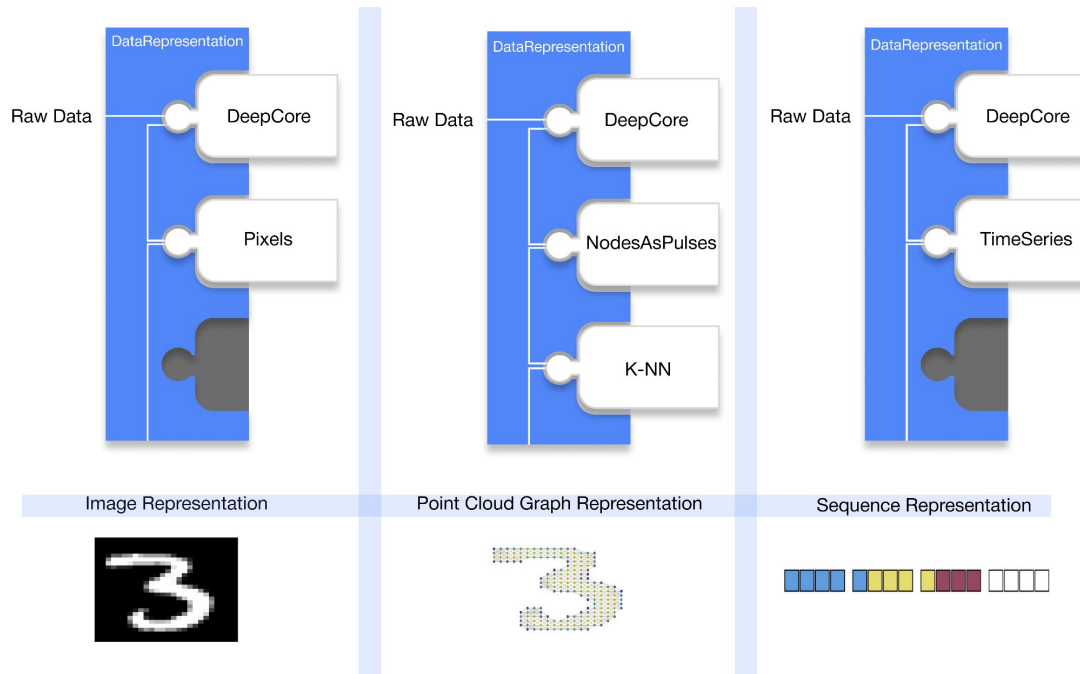 DataRepresentation
Raw Data
DeepCore
Pixels
Image Representation
DataRepresentation
Raw Data
DeepCore
NodesAsPulses
K-NN
Point Cloud Graph Representation
DataRepresentation
Raw Data
DeepCore
TimeSeries
Sequence Representation
3